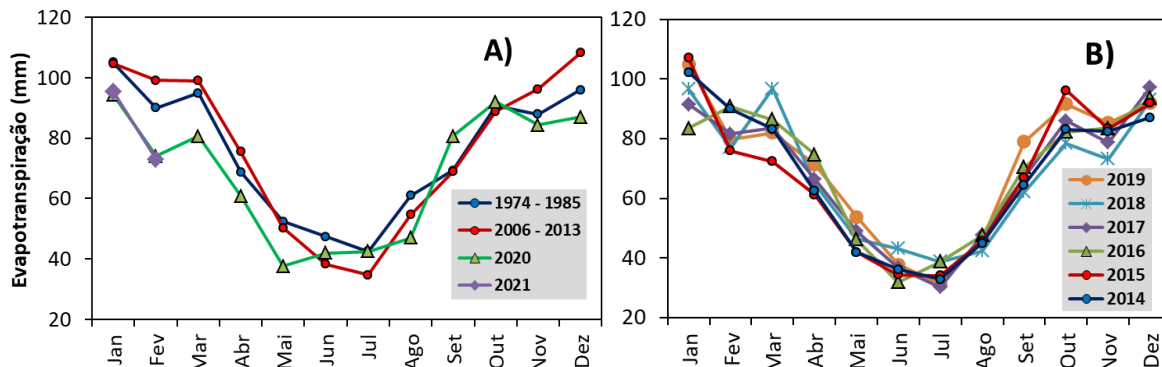 Evapotranspiração (mm)
120
100
80
60
40
20
A)
1974 - 1985
2006 - 2013
2020
2021
Jan
Fev
Mar
Abr
Mai
Jun
Jul
Ago
Set
Out
Nov
Dez
120
100
80
60
40
20
B)
2019
2018
2017
2016
2015
2014
Jan
Fev
Mar
Abr
Mai
Jun
Jul
Ago
Set
Out
Nov
Dez